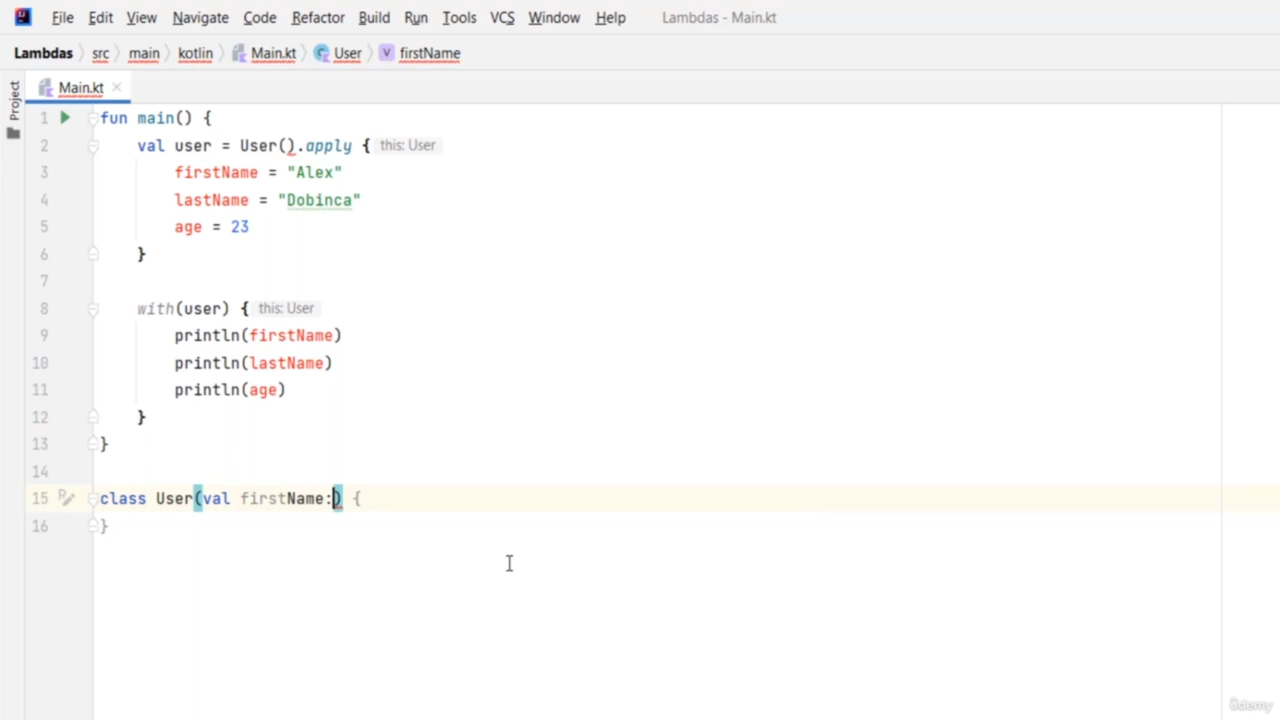 File Edit View Navigate Code Refactor Build Run Tools VCS Window Help Lambdas - Main.kt
Lambdas src main kotlin Main.kt User firstName
Project
Main.kt
1 fun main() {
2 val user = User().apply { this: User
3 firstName = "Alex"
4 lastName = "Dobinca"
5 age = 23
6 }
7
8 with(user) { this: User
9 println(firstName)
10 println(lastName)
11 println(age)
12 }
13 }
14
15 class User(val firstName:) {
16 }
ûdemy